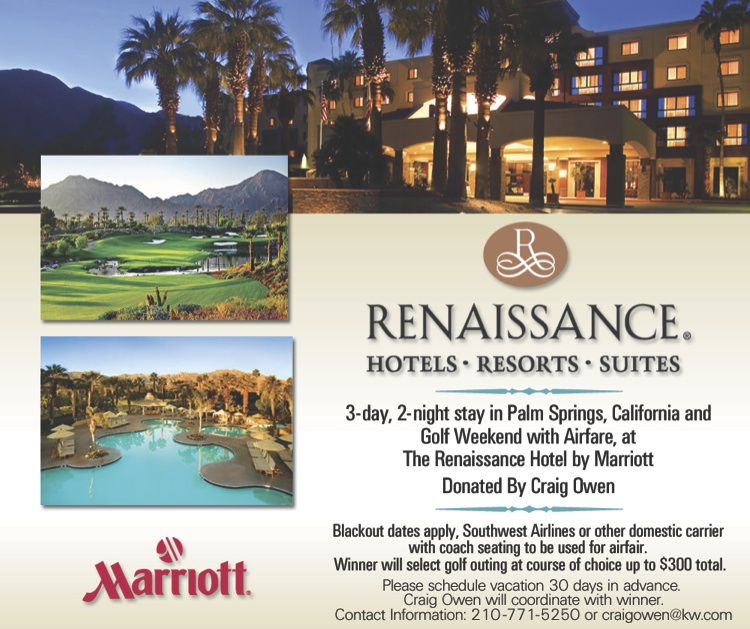 R
RENAISSANCE®
HOTELS • RESORTS • SUITES
3-day, 2-night stay in Palm Springs, California and
Golf Weekend with Airfare, at
The Renaissance Hotel by Marriott
Donated By Craig Owen
Blackout dates apply, Southwest Airlines or other domestic carrier
with coach seating to be used for airfair.
Winner will select golf outing at course of choice up to $300 total.
Please schedule vacation 30 days in advance.
Craig Owen will coordinate with winner.
Contact Information: 210-771-5250 or craigowen@kw.com
Marriott®